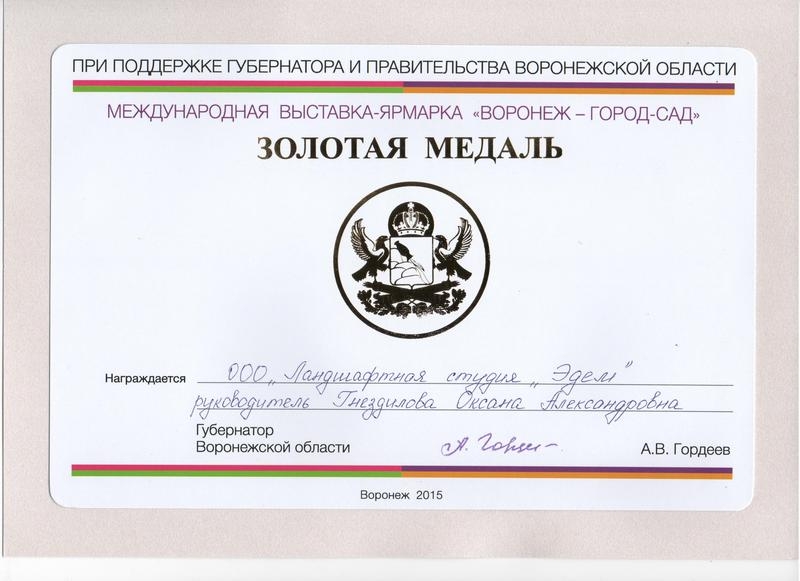 ПРИ ПОДДЕРЖКЕ ГУБЕРНАТОРА И ПРАВИТЕЛЬСТВА ВОРОНЕЖСКОЙ ОБЛАСТИ
МЕЖДУНАРОДНАЯ ВЫСТАВКА-ЯРМАРКА «ВОРОНЕЖ – ГОРОД-САД»
ЗОЛОТАЯ МЕДАЛЬ
Награждается ООО „Ландшафтная студия „Эдем"
руководитель Гнездилова Оксана Александровна
Губернатор
Воронежской области А. Гордеев А.В. Гордеев
Воронеж 2015